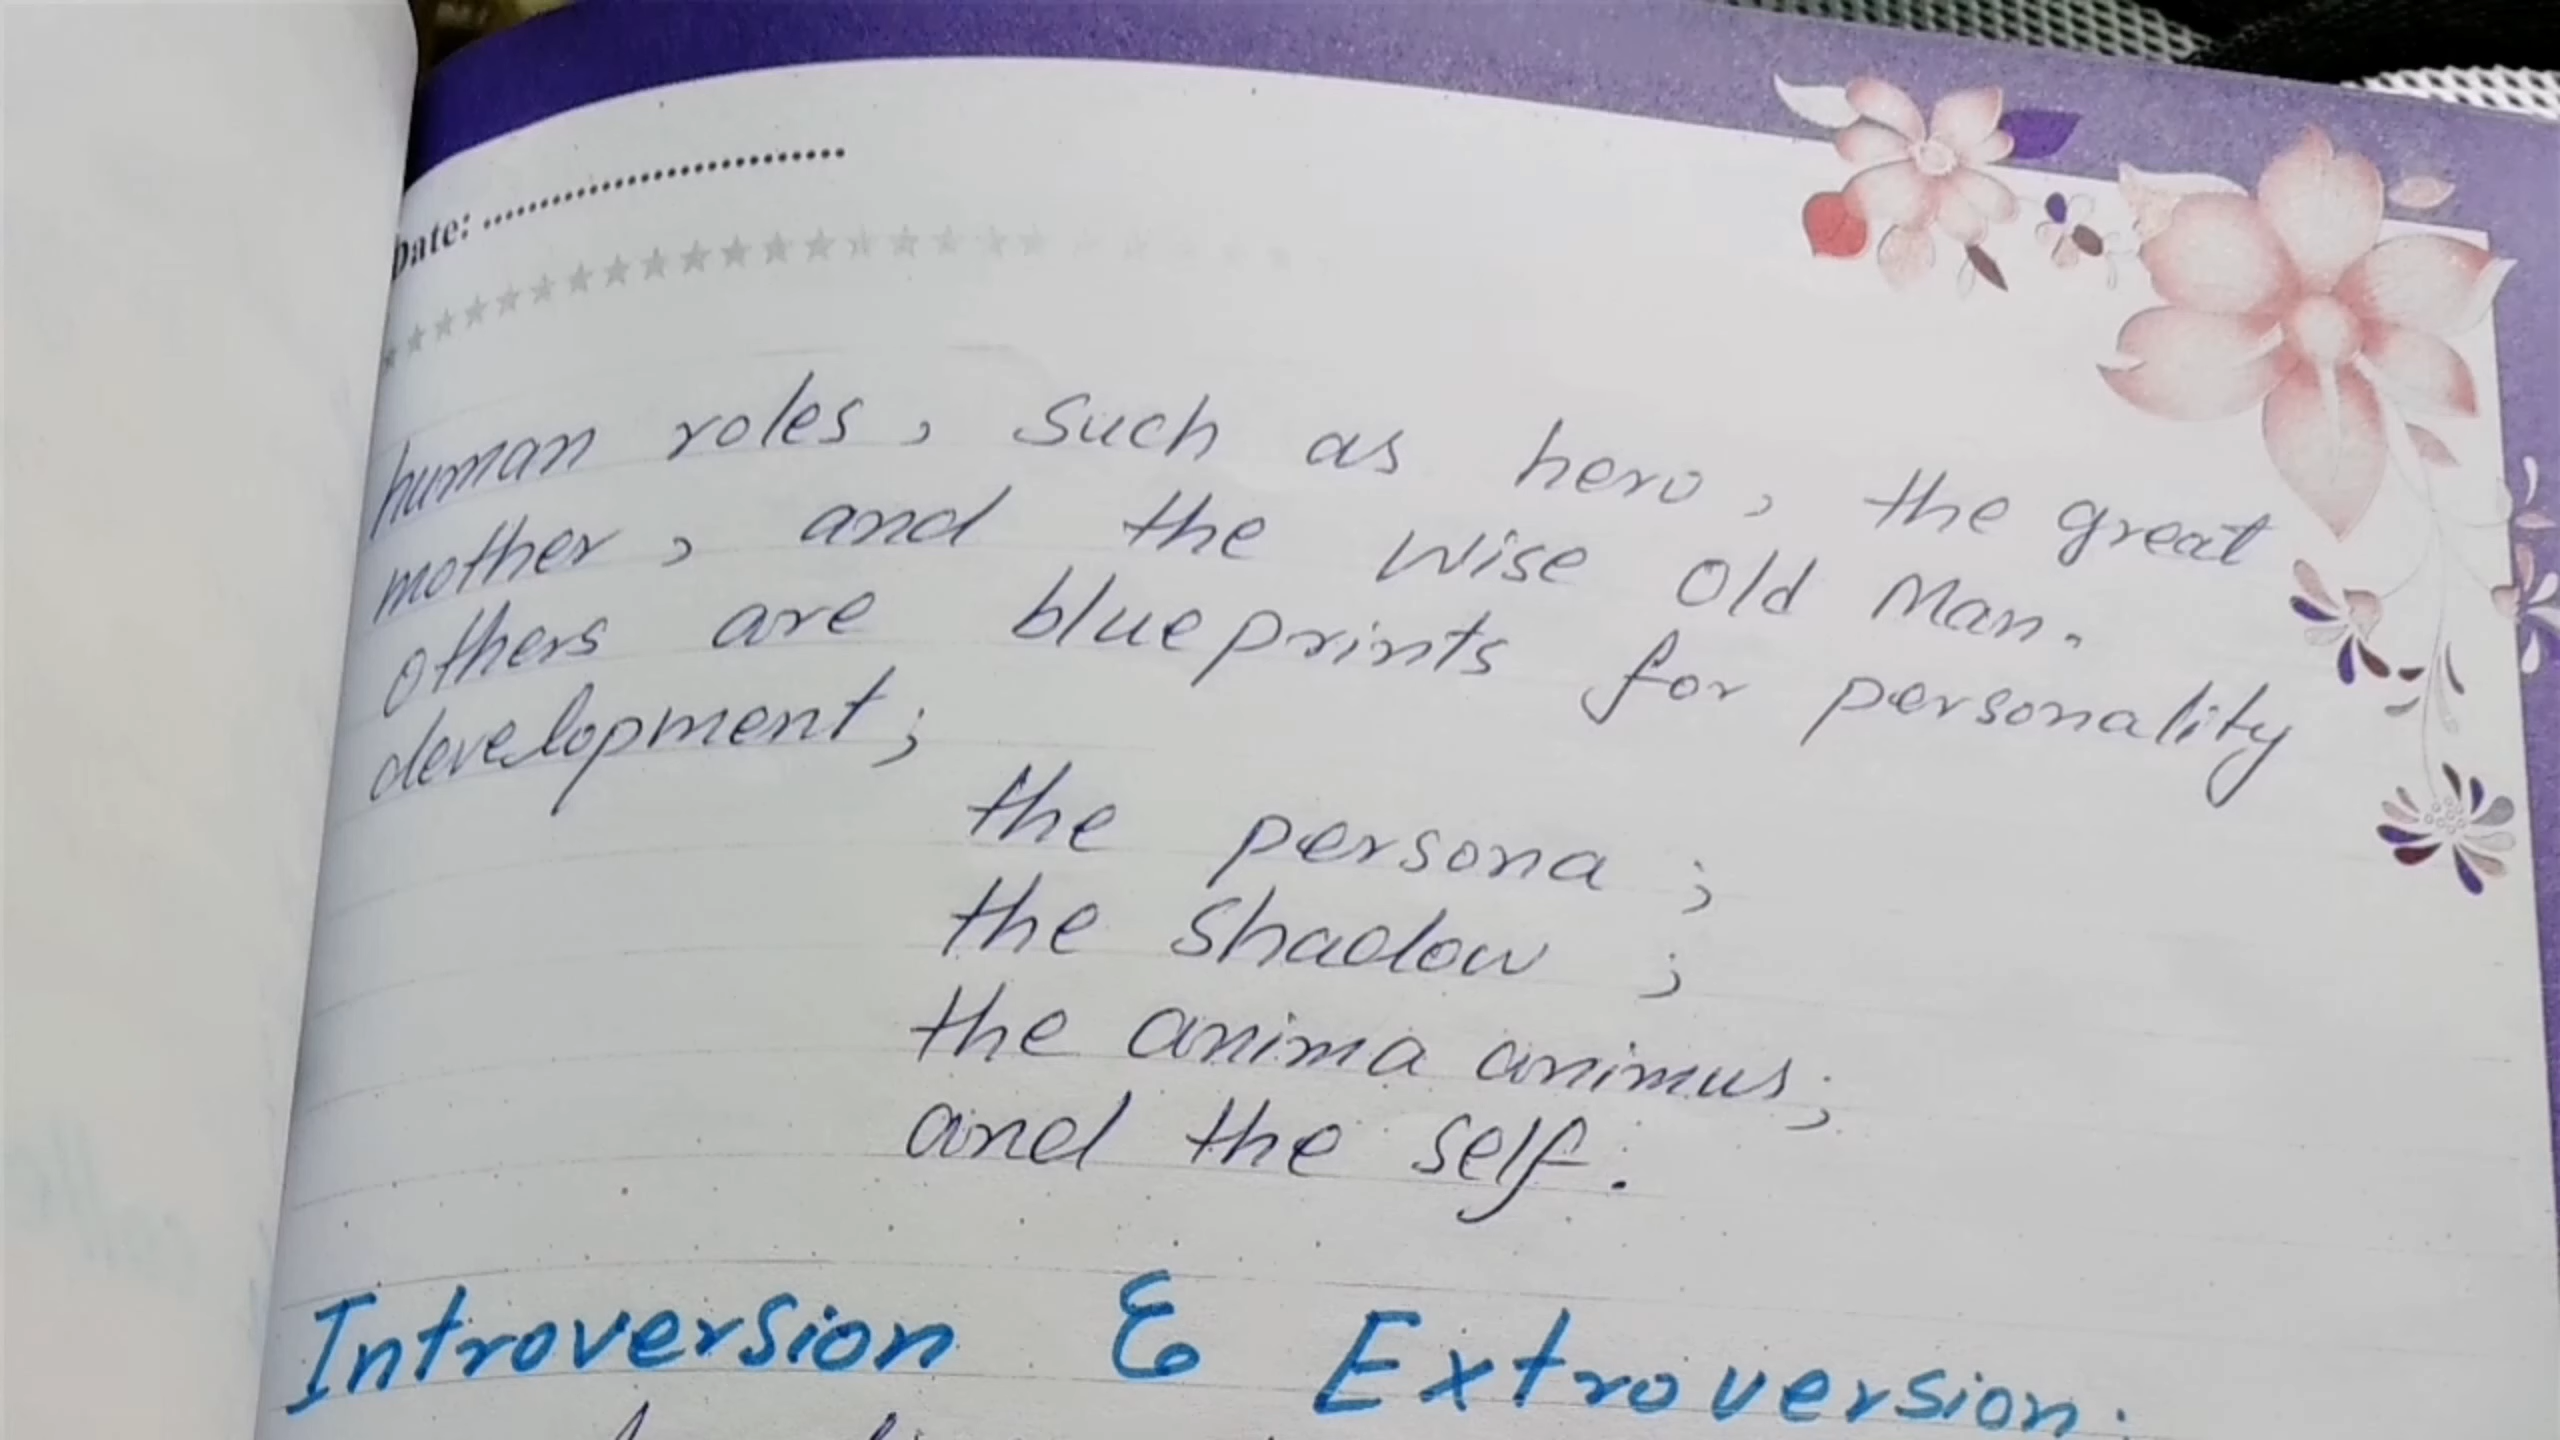 Date: ........................................
human roles, such as hero, the great
mother, and the wise old Man.
others are blueprints for personality
development;
the persona ;
the shadow ;
the anima animus;
and the self.
Introversion & Extroversion: